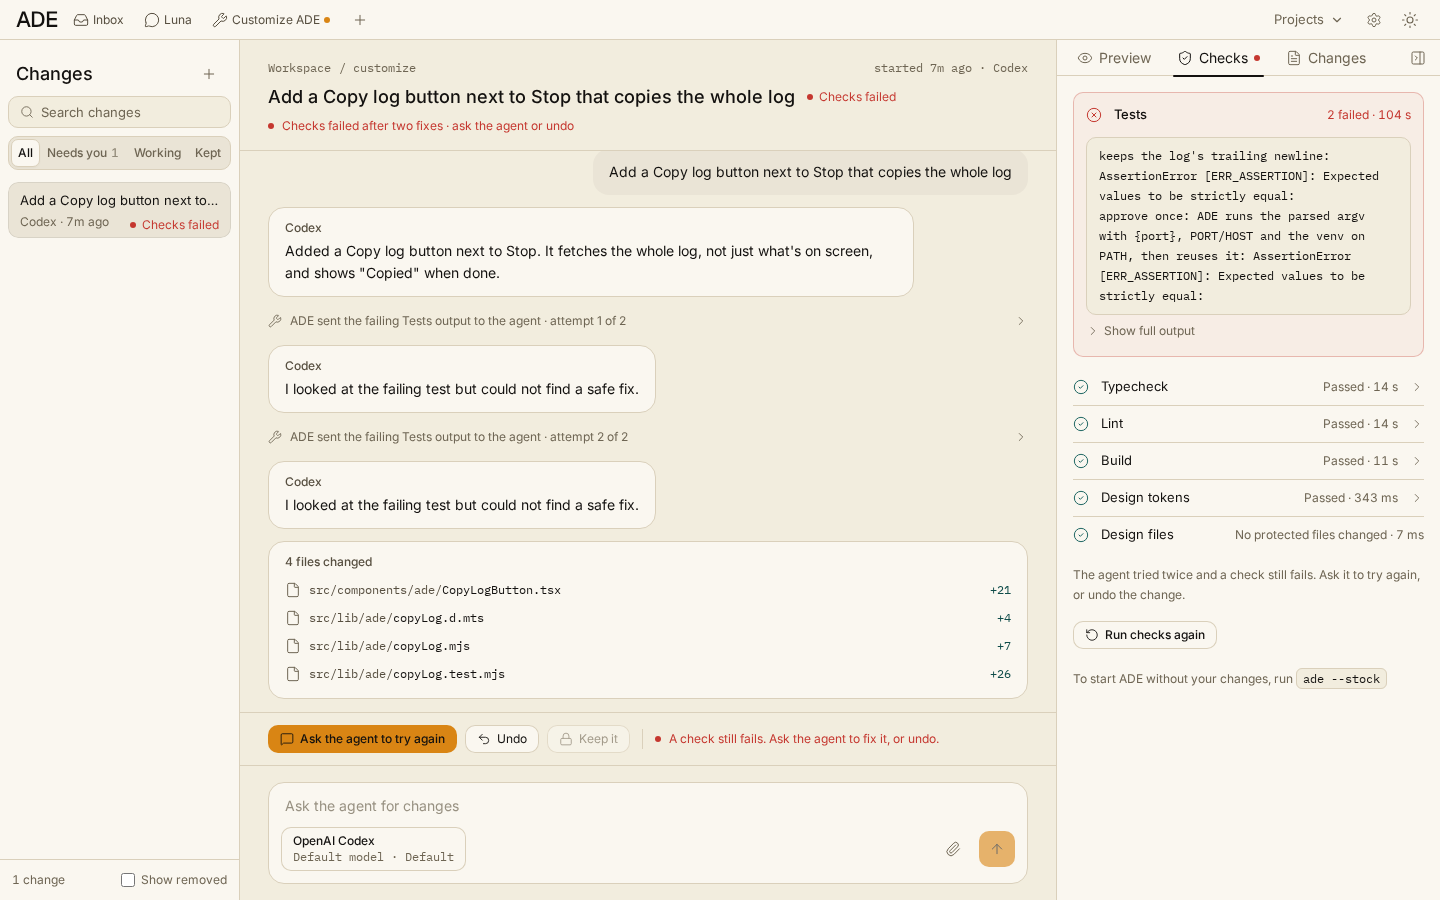 ADE
Inbox
Luna
Customize ADE
Projects
Changes
Search changes
All
Needs you 1
Working
Kept
Add a Copy log button next to...
Codex · 7m ago
Checks failed
1 change
Show removed
Workspace / customize
started 7m ago · Codex
Add a Copy log button next to Stop that copies the whole log
Checks failed
Checks failed after two fixes · ask the agent or undo
Add a Copy log button next to Stop that copies the whole log
Codex
Added a Copy log button next to Stop. It fetches the whole log, not just what's on screen,
and shows "Copied" when done.
ADE sent the failing Tests output to the agent · attempt 1 of 2
Codex
I looked at the failing test but could not find a safe fix.
ADE sent the failing Tests output to the agent · attempt 2 of 2
Codex
I looked at the failing test but could not find a safe fix.
4 files changed
src/components/ade/CopyLogButton.tsx +21
src/lib/ade/copyLog.d.mts +4
src/lib/ade/copyLog.mjs +7
src/lib/ade/copyLog.test.mjs +26
Ask the agent to try again
Undo
Keep it
A check still fails. Ask the agent to fix it, or undo.
Ask the agent for changes
OpenAI Codex
Default model · Default
Preview
Checks
Changes
Tests
2 failed · 104 s
keeps the log's trailing newline:
AssertionError [ERR_ASSERTION]: Expected
values to be strictly equal:
approve once: ADE runs the parsed argv
with {port}, PORT/HOST and the venv on
PATH, then reuses it: AssertionError
[ERR_ASSERTION]: Expected values to be
strictly equal:
Show full output
Typecheck Passed · 14 s
Lint Passed · 14 s
Build Passed · 11 s
Design tokens Passed · 343 ms
Design files No protected files changed · 7 ms
The agent tried twice and a check still fails. Ask it to try again,
or undo the change.
Run checks again
To start ADE without your changes, run ade --stock